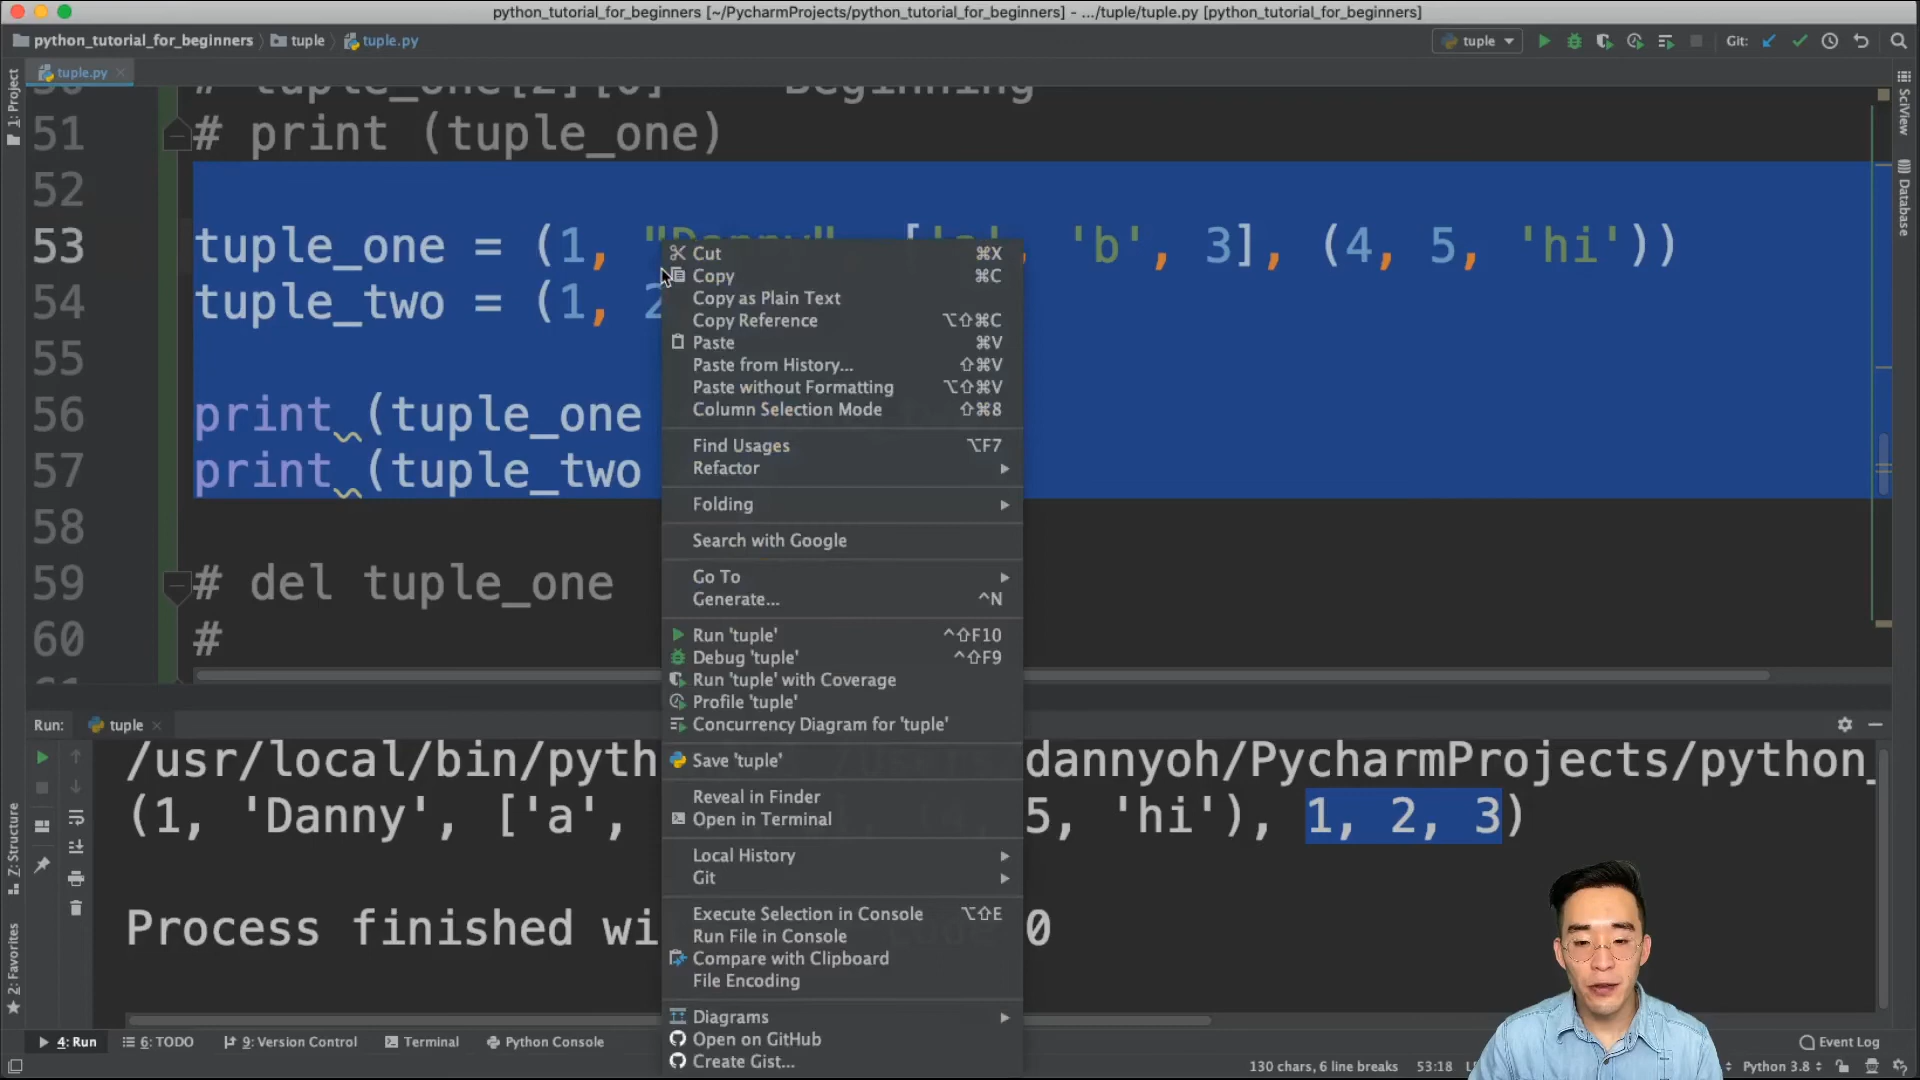 python_tutorial_for_beginners [~/PycharmProjects/python_tutorial_for_beginners] - .../tuple/tuple.py [python_tutorial_for_beginners]
python_tutorial_for_beginners tuple tuple.py tuple Git:
tuple.py
1: Project
SciView
Database
# tuple_one[2][0] Beginning
51 # print (tuple_one)
52
53 tuple_one = (1, "Danny", ['a', 'b', 3], (4, 5, 'hi'))
54 tuple_two = (1, 2
55
56 print (tuple_one
57 print (tuple_two
58
59 # del tuple_one
60 #
61
Cut ⌘X
Copy ⌘C
Copy as Plain Text
Copy Reference ⌥⇧⌘C
Paste ⌘V
Paste from History... ⇧⌘V
Paste without Formatting ⌥⇧⌘V
Column Selection Mode ⇧⌘8
Find Usages ⌥F7
Refactor
Folding
Search with Google
Go To
Generate... ^N
Run 'tuple' ^⇧F10
Debug 'tuple' ^⇧F9
Run 'tuple' with Coverage
Profile 'tuple'
Concurrency Diagram for 'tuple'
Save 'tuple'
Reveal in Finder
Open in Terminal
Local History
Git
Execute Selection in Console ⌥⇧E
Run File in Console
Compare with Clipboard
File Encoding
Diagrams
Open on GitHub
Create Gist...
Run: tuple
/usr/local/bin/pyth dannyoh/PycharmProjects/python_
(1, 'Danny', ['a', 5, 'hi'), 1, 2, 3)
Process finished wi 0
Z: Structure
2: Favorites
4: Run 6: TODO 9: Version Control Terminal Python Console Event Log
130 chars, 6 line breaks 53:18 Python 3.8